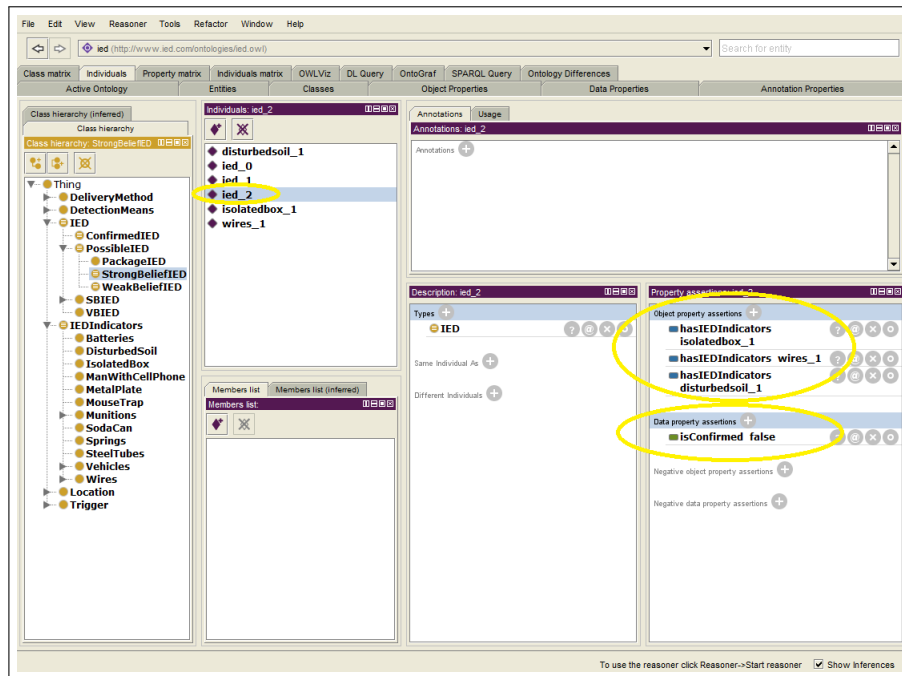 File Edit View Reasoner Tools Refactor Window Help
ied (http://www.ied.com/ontologies/ied.owl)
Search for entity
Class matrix Individuals Property matrix Individuals matrix OWLViz DL Query OntoGraf SPARQL Query Ontology Differences
Active Ontology Entities Classes Object Properties Data Properties Annotation Properties
Class hierarchy (inferred)
Class hierarchy
Class hierarchy: StrongBeliefIED
Thing
DeliveryMethod
DetectionMeans
IED
ConfirmedIED
PossibleIED
PackageIED
StrongBeliefIED
WeakBeliefIED
SBIED
VBIED
IEDIndicators
Batteries
DisturbedSoil
IsolatedBox
ManWithCellPhone
MetalPlate
MouseTrap
Munitions
SodaCan
Springs
SteelTubes
Vehicles
Wires
Location
Trigger
Individuals: ied_2
disturbedsoil_1
ied_0
ied_1
ied_2
isolatedbox_1
wires_1
Members list Members list (inferred)
Members list:
Annotations Usage
Annotations: ied_2
Annotations
Description: ied_2
Types
IED
Same Individual As
Different Individuals
Property assertions: ied_2
Object property assertions
hasIEDIndicators
isolatedbox_1
hasIEDIndicators wires_1
hasIEDIndicators
disturbedsoil_1
Data property assertions
isConfirmed false
Negative object property assertions
Negative data property assertions
To use the reasoner click Reasoner->Start reasoner Show Inferences